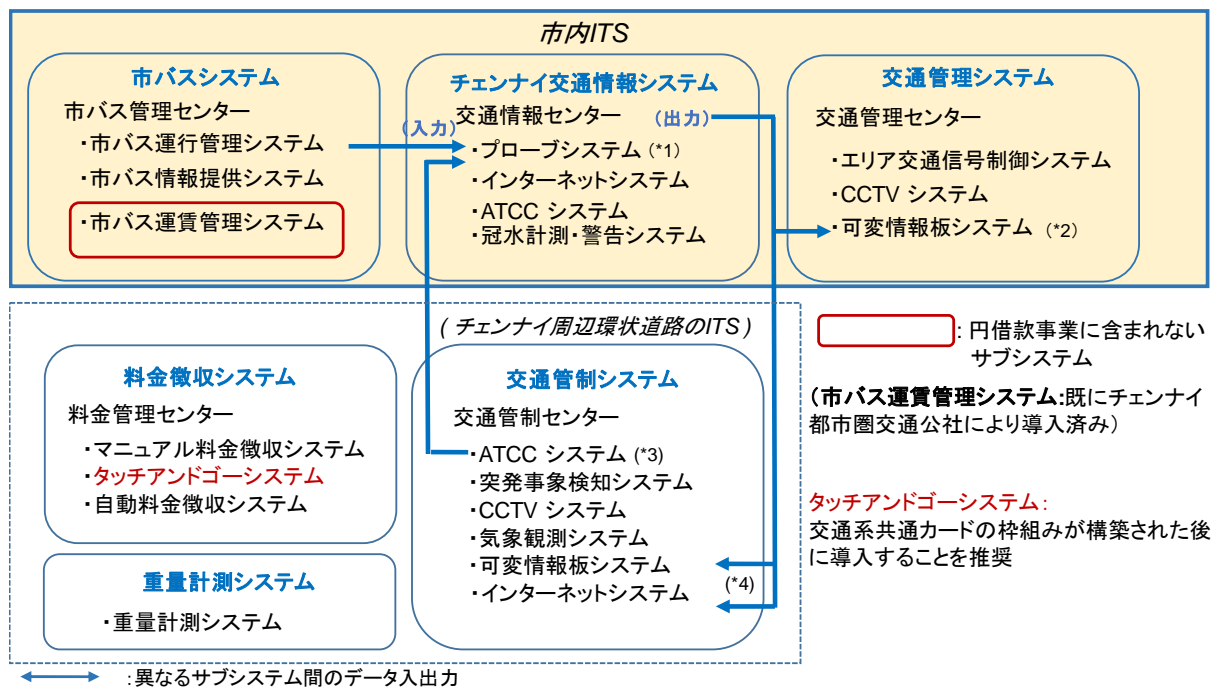 市内ITS
市バスシステム
市バス管理センター
・市バス運行管理システム
・市バス情報提供システム
・市バス運賃管理システム
(入力)
チェンナイ交通情報システム
交通情報センター
(出力)
・プローブシステム (*1)
・インターネットシステム
・ATCC システム
・冠水計測・警告システム
交通管理システム
交通管理センター
・エリア交通信号制御システム
・CCTV システム
・可変情報板システム (*2)
( チェンナイ周辺環状道路のITS )
料金徴収システム
料金管理センター
・マニュアル料金徴収システム
・タッチアンドゴーシステム
・自動料金徴収システム
重量計測システム
・重量計測システム
交通管制システム
交通管制センター
・ATCC システム (*3)
・突発事象検知システム
・CCTV システム
・気象観測システム
・可変情報板システム
・インターネットシステム
(*4)
: 円借款事業に含まれない
サブシステム
(市バス運賃管理システム:既にチェンナイ
都市圏交通公社により導入済み)
タッチアンドゴーシステム:
交通系共通カードの枠組みが構築された後
に導入することを推奨
:異なるサブシステム間のデータ入出力